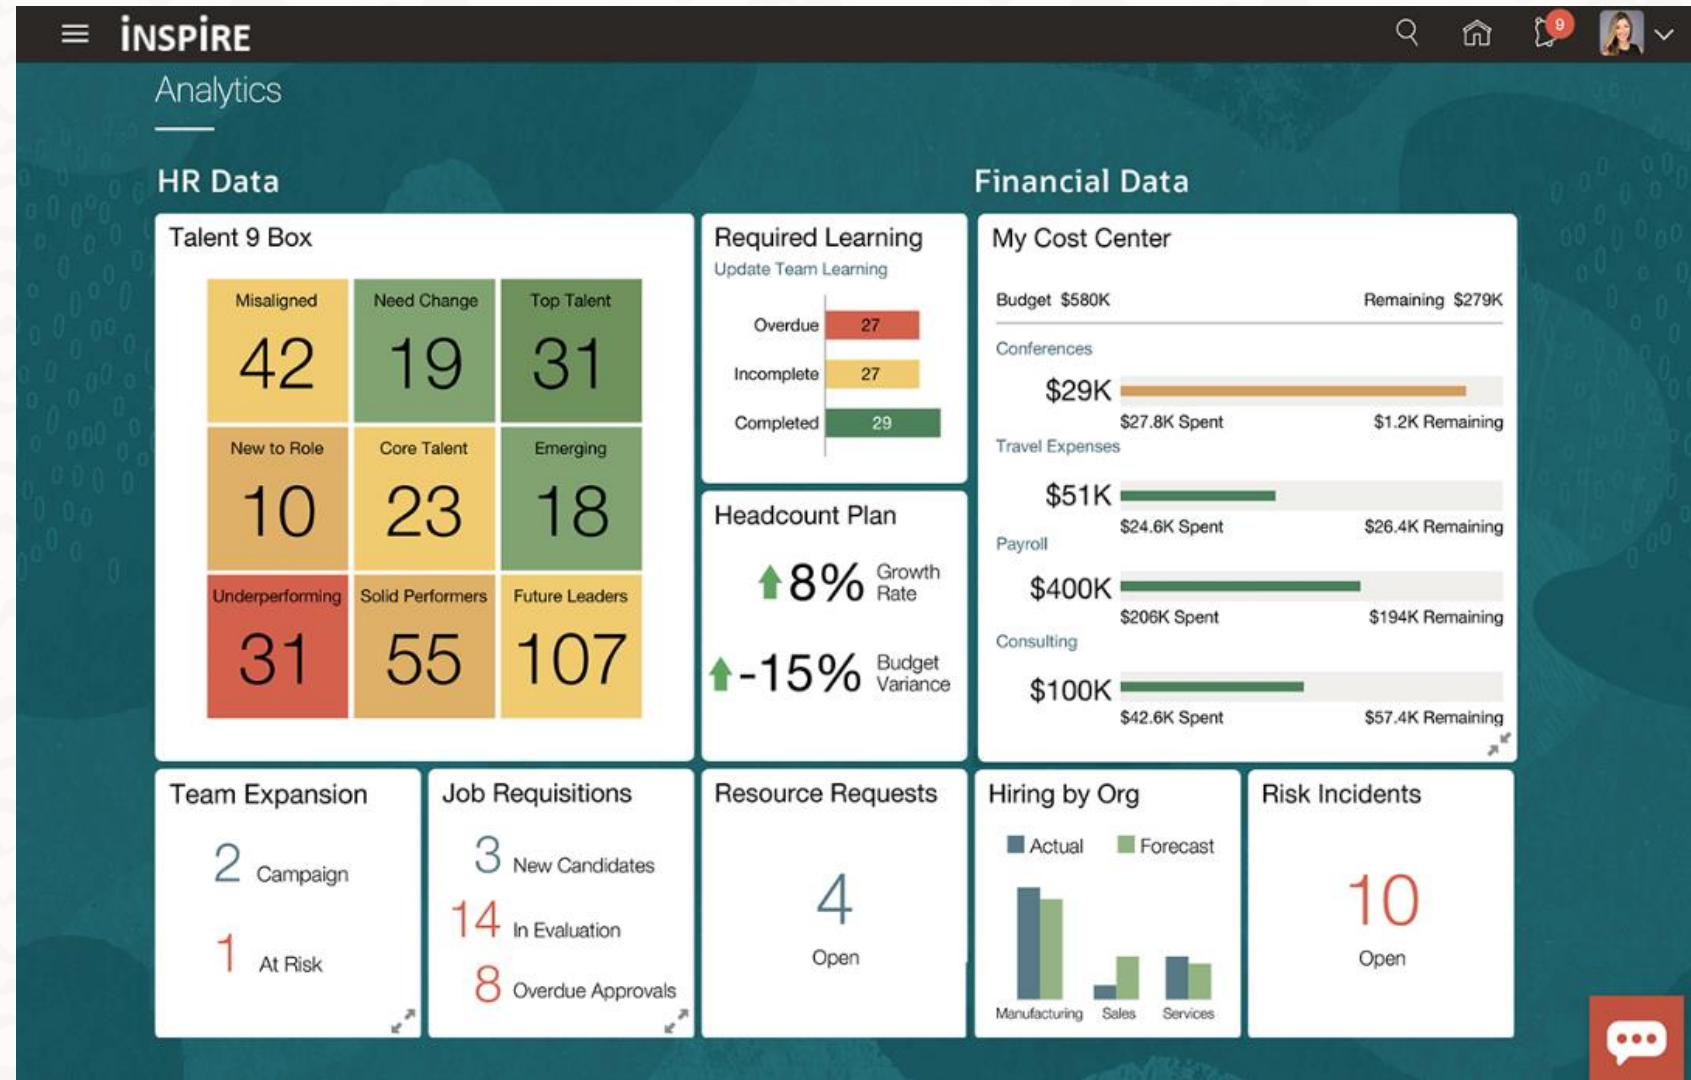 iNSPiRE
9
Analytics
HR Data
Financial Data
Talent 9 Box
Misaligned
42
Need Change
19
Top Talent
31
New to Role
10
Core Talent
23
Emerging
18
Underperforming
31
Solid Performers
55
Future Leaders
107
Required Learning
Update Team Learning
Overdue 27
Incomplete 27
Completed 29
Headcount Plan
8% Growth
Rate
-15% Budget
Variance
My Cost Center
Budget $580K Remaining $279K
Conferences
$29K
$27.8K Spent $1.2K Remaining
Travel Expenses
$51K
$24.6K Spent $26.4K Remaining
Payroll
$400K
$206K Spent $194K Remaining
Consulting
$100K
$42.6K Spent $57.4K Remaining
Team Expansion
2 Campaign
1 At Risk
Job Requisitions
3 New Candidates
14 In Evaluation
8 Overdue Approvals
Resource Requests
4
Open
Hiring by Org
Actual Forecast
Manufacturing Sales Services
Risk Incidents
10
Open